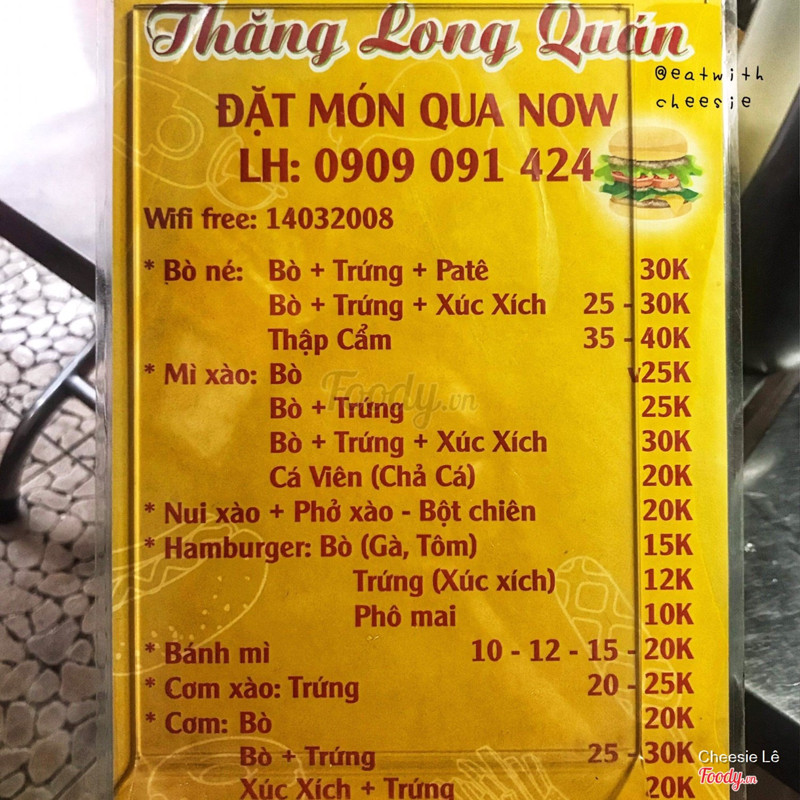 Thăng Long Quán
@eatwith
cheesie
ĐẶT MÓN QUA NOW
LH: 0909 091 424
Wifi free: 14032008
* Bò né: Bò + Trứng + Patê 30K
Bò + Trứng + Xúc Xích 25 - 30K
Thập Cẩm 35 - 40K
* Mì xào: Bò 25K
Foody.vn
Bò + Trứng 25K
Bò + Trứng + Xúc Xích 30K
Cá Viên (Chả Cá) 20K
* Nui xào + Phở xào - Bột chiên 20K
* Hamburger: Bò (Gà, Tôm) 15K
Trứng (Xúc xích) 12K
Phô mai 10K
* Bánh mì 10 - 12 - 15 - 20K
* Cơm xào: Trứng 20 - 25K
* Cơm: Bò 20K
Bò + Trứng 25 - 30K
Cheesie Lê
Xúc Xích + Trứng 20K
Foody.vn